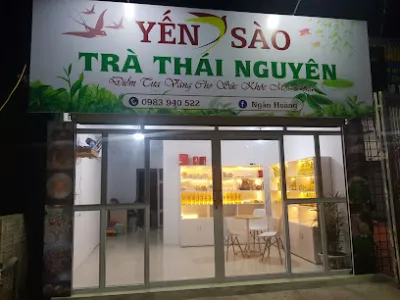 YẾN SÀO
TRÀ THÁI NGUYÊN
Điểm Tựa Vàng Cho Sức Khỏe
0983 940 522
Ngân Hoàng